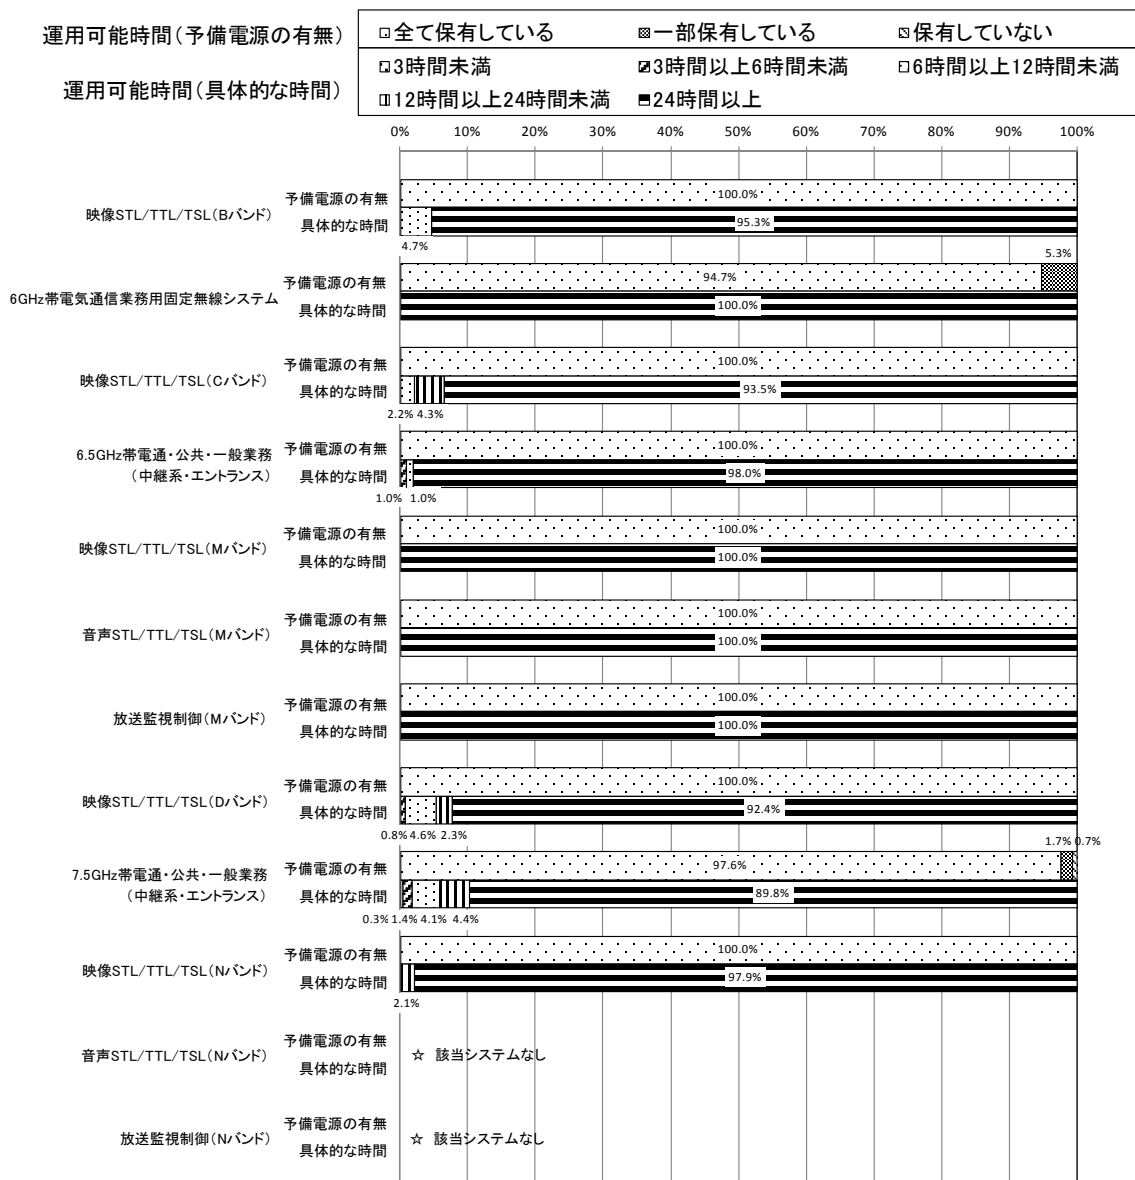 運用可能時間(予備電源の有無) 全て保有している 一部保有している 保有していない
運用可能時間(具体的な時間) 3時間未満 3時間以上6時間未満 6時間以上12時間未満
12時間以上24時間未満 24時間以上
0% 10% 20% 30% 40% 50% 60% 70% 80% 90% 100%
映像STL/TTL/TSL(Bバンド)
予備電源の有無 100.0%
具体的な時間 95.3%
4.7%
5.3%
6GHz帯電気通信業務用固定無線システム
予備電源の有無 94.7%
具体的な時間 100.0%
映像STL/TTL/TSL(Cバンド)
予備電源の有無 100.0%
具体的な時間 93.5%
2.2% 4.3%
6.5GHz帯電通・公共・一般業務
(中継系・エントランス)
予備電源の有無 100.0%
具体的な時間 98.0%
1.0% 1.0%
映像STL/TTL/TSL(Mバンド)
予備電源の有無 100.0%
具体的な時間 100.0%
音声STL/TTL/TSL(Mバンド)
予備電源の有無 100.0%
具体的な時間 100.0%
放送監視制御(Mバンド)
予備電源の有無 100.0%
具体的な時間 100.0%
映像STL/TTL/TSL(Dバンド)
予備電源の有無 100.0%
具体的な時間 92.4%
0.8% 4.6% 2.3%
1.7% 0.7%
7.5GHz帯電通・公共・一般業務
(中継系・エントランス)
予備電源の有無 97.6%
具体的な時間 89.8%
0.3% 1.4% 4.1% 4.4%
映像STL/TTL/TSL(Nバンド)
予備電源の有無 100.0%
具体的な時間 97.9%
2.1%
音声STL/TTL/TSL(Nバンド)
予備電源の有無
具体的な時間
☆ 該当システムなし
放送監視制御(Nバンド)
予備電源の有無
具体的な時間
☆ 該当システムなし